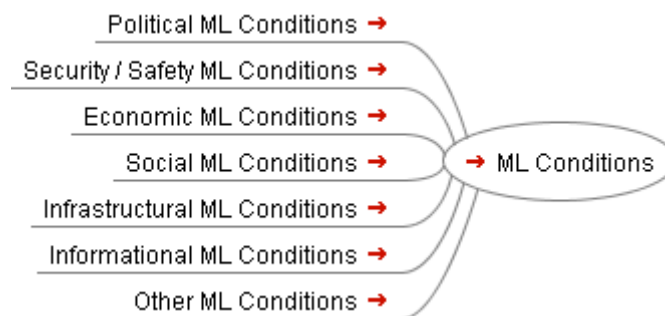 Political ML Conditions
Security / Safety ML Conditions
Economic ML Conditions
Social ML Conditions
ML Conditions
Infrastructural ML Conditions
Informational ML Conditions
Other ML Conditions